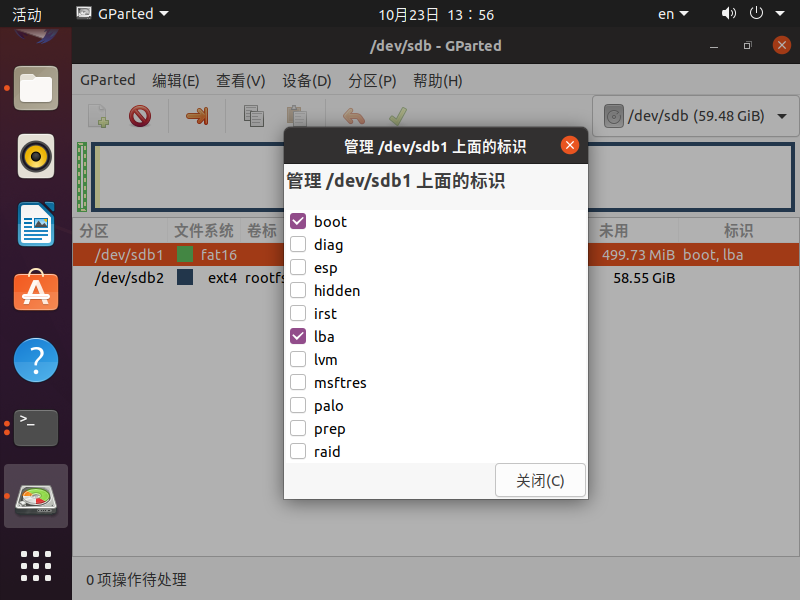 活动 GParted 10月23日 13：56 en
/dev/sdb - GParted
GParted 编辑(E) 查看(V) 设备(D) 分区(P) 帮助(H)
/dev/sdb (59.48 GiB)
管理 /dev/sdb1 上面的标识
管理 /dev/sdb1 上面的标识
分区 文件系统 卷标 未用 标识
/dev/sdb1 fat16 499.73 MiB boot, lba
/dev/sdb2 ext4 rootfs 58.55 GiB
boot
diag
esp
hidden
irst
lba
lvm
msftres
palo
prep
raid
关闭(C)
0 项操作待处理